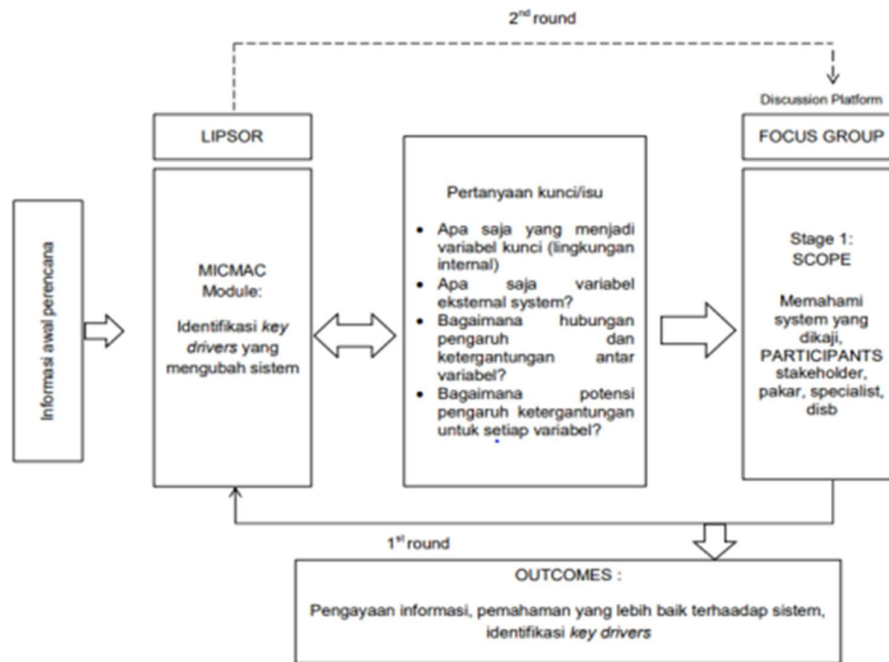 2nd round
Discussion Platform
LIPSOR
FOCUS GROUP
Informasi awal perencana
MICMAC
Module:
Identifikasi key
drivers yang
mengubah sistem
Pertanyaan kunci/isu
• Apa saja yang menjadi
variabel kunci (lingkungan
internal)
• Apa saja variabel
eksternal system?
• Bagaimana hubungan
pengaruh dan
ketergantungan antar
variabel?
• Bagaimana potensi
pengaruh ketergantungan
untuk setiap variabel?
Stage 1:
SCOPE
Memahami
system yang
dikaji,
PARTICIPANTS
stakeholder,
pakar, specialist,
disb
1st round
OUTCOMES :
Pengayaan informasi, pemahaman yang lebih baik terhaadap sistem,
identifikasi key drivers